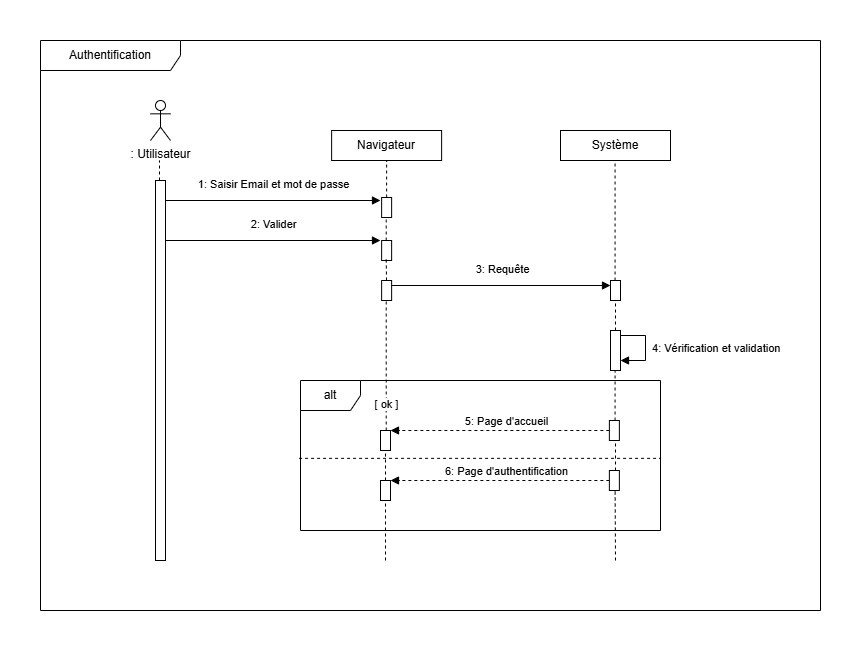 Authentification
: Utilisateur
Navigateur
Système
1: Saisir Email et mot de passe
2: Valider
3: Requête
4: Vérification et validation
alt
[ ok ]
5: Page d'accueil
6: Page d'authentification